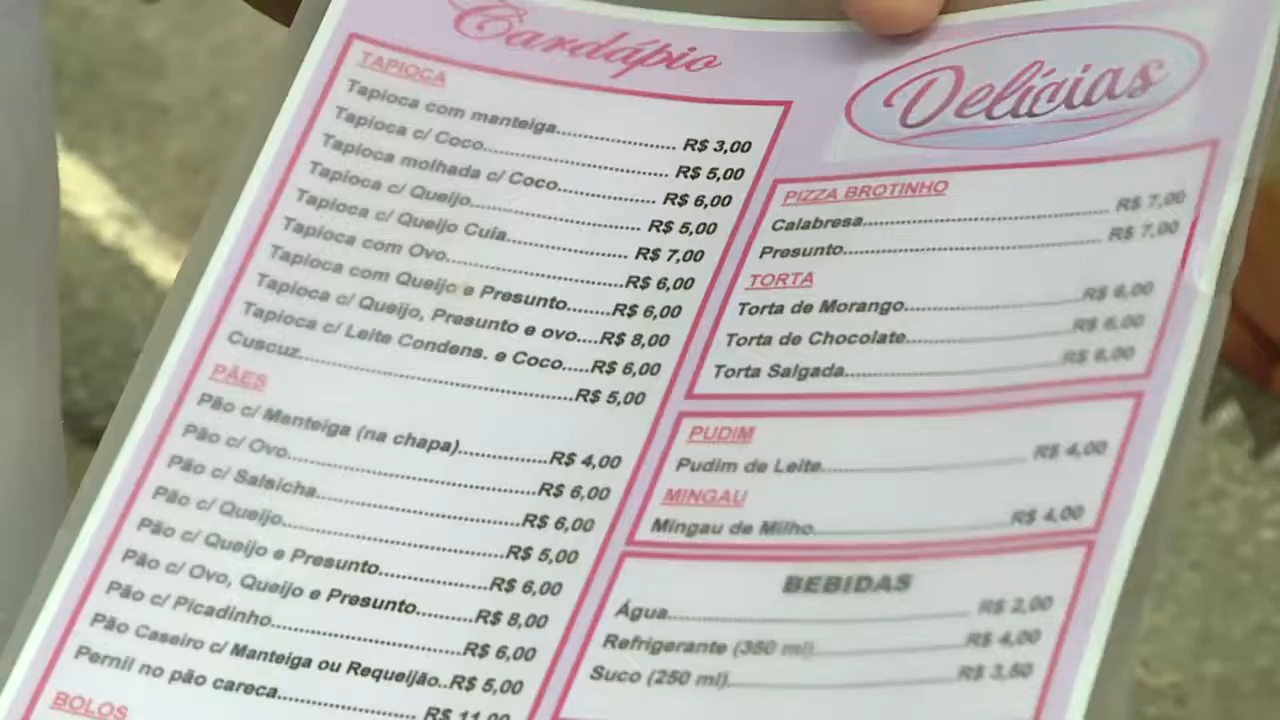 Cardápio
TAPIOCA
Tapioca com manteiga.......... R$ 3,00
Tapioca c/ Coco.......... R$ 5,00
Tapioca molhada c/ Coco.......... R$ 6,00
Tapioca c/ Queijo.......... R$ 5,00
Tapioca c/ Queijo Cuia.......... R$ 7,00
Tapioca com Ovo..........R$ 6,00
Tapioca com Queijo e Presunto........R$ 6,00
Tapioca c/ Queijo, Presunto e ovo....R$ 8,00
Tapioca c/ Leite Condens. e Coco.....R$ 6,00
Cuscuz..........R$ 5,00
PÃES
Pão c/ Manteiga (na chapa)..........R$ 4,00
Pão c/ Ovo..........R$ 6,00
Pão c/ Salsicha..........R$ 6,00
Pão c/ Queijo..........R$ 5,00
Pão c/ Queijo e Presunto..........R$ 6,00
Pão c/ Ovo, Queijo e Presunto..........R$ 8,00
Pão c/ Picadinho..........R$ 6,00
Pão Caseiro c/ Manteiga ou Requeijão..R$ 5,00
Pernil no pão careca..........R$ 11,00
BOLOS
Delícias
PIZZA BROTINHO
Calabresa.......... R$ 7,00
Presunto.......... R$ 7,00
TORTA
Torta de Morango..........R$ 6,00
Torta de Chocolate..........R$ 6,00
Torta Salgada..........R$ 6,00
PUDIM
Pudim de Leite.......... R$ 4,00
MINGAU
Mingau de Milho..........R$ 4,00
BEBIDAS
Água.......... R$ 2,00
Refrigerante (350 ml)..........R$ 4,00
Suco (250 ml)..........R$ 3,50